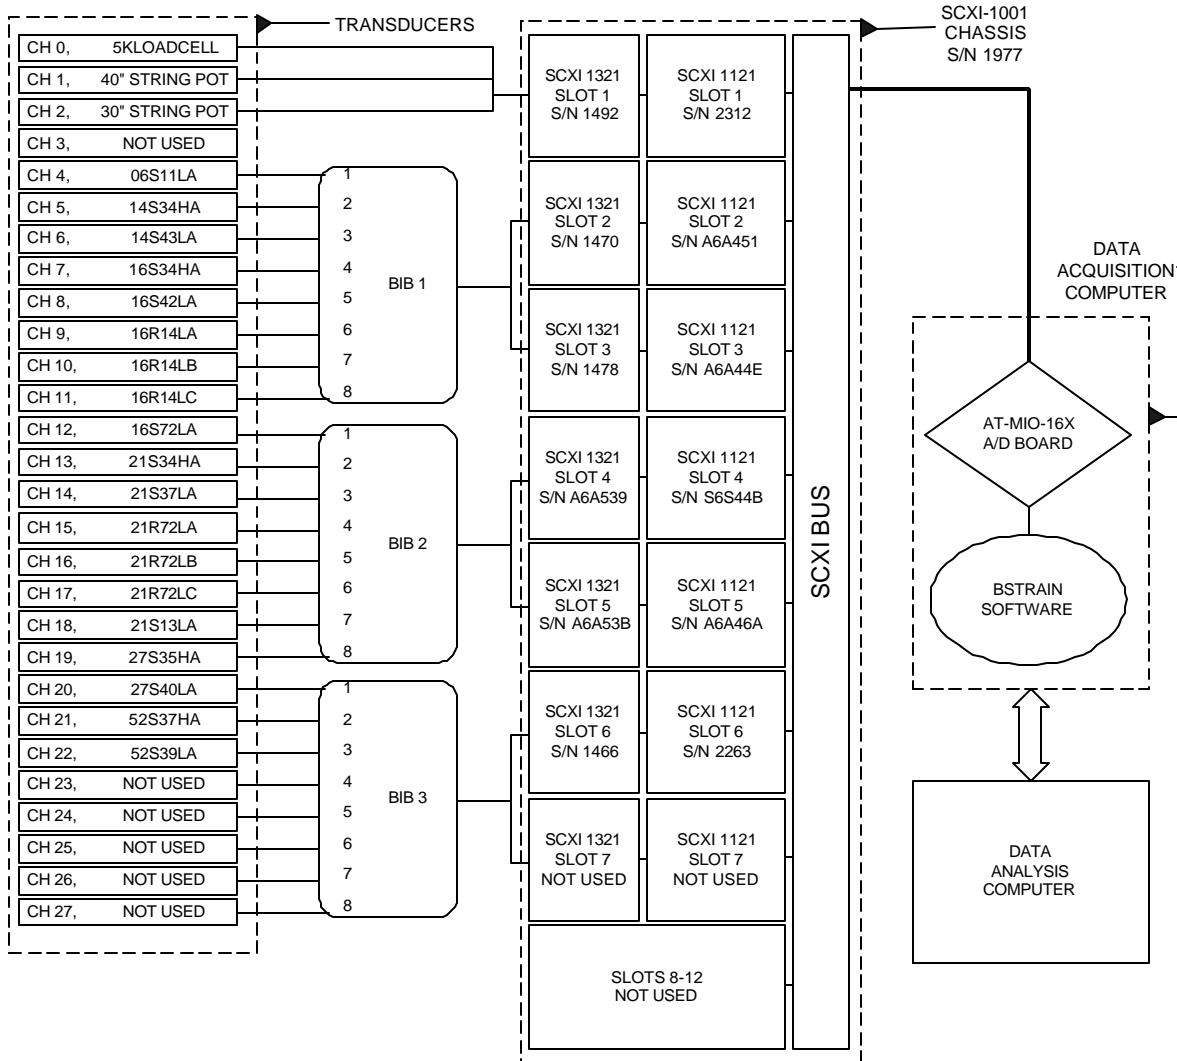 TRANSDUCERS
CH 0, 5KLOADCELL
CH 1, 40" STRING POT
CH 2, 30" STRING POT
CH 3, NOT USED
CH 4, 06S11LA
CH 5, 14S34HA
CH 6, 14S43LA
CH 7, 16S34HA
CH 8, 16S42LA
CH 9, 16R14LA
CH 10, 16R14LB
CH 11, 16R14LC
CH 12, 16S72LA
CH 13, 21S34HA
CH 14, 21S37LA
CH 15, 21R72LA
CH 16, 21R72LB
CH 17, 21R72LC
CH 18, 21S13LA
CH 19, 27S35HA
CH 20, 27S40LA
CH 21, 52S37HA
CH 22, 52S39LA
CH 23, NOT USED
CH 24, NOT USED
CH 25, NOT USED
CH 26, NOT USED
CH 27, NOT USED
1
2
3
4
5
6
7
8
BIB 1
1
2
3
4
5
6
7
8
BIB 2
1
2
3
4
5
6
7
8
BIB 3
SCXI 1321
SLOT 1
S/N 1492
SCXI 1121
SLOT 1
S/N 2312
SCXI 1321
SLOT 2
S/N 1470
SCXI 1121
SLOT 2
S/N A6A451
SCXI 1321
SLOT 3
S/N 1478
SCXI 1121
SLOT 3
S/N A6A44E
SCXI 1321
SLOT 4
S/N A6A539
SCXI 1121
SLOT 4
S/N S6S44B
SCXI 1321
SLOT 5
S/N A6A53B
SCXI 1121
SLOT 5
S/N A6A46A
SCXI 1321
SLOT 6
S/N 1466
SCXI 1121
SLOT 6
S/N 2263
SCXI 1321
SLOT 7
NOT USED
SCXI 1121
SLOT 7
NOT USED
SLOTS 8-12
NOT USED
SCXI BUS
SCXI-1001
CHASSIS
S/N 1977
DATA
ACQUISITION
COMPUTER
AT-MIO-16X
A/D BOARD
BSTRAIN
SOFTWARE
DATA
ANALYSIS
COMPUTER